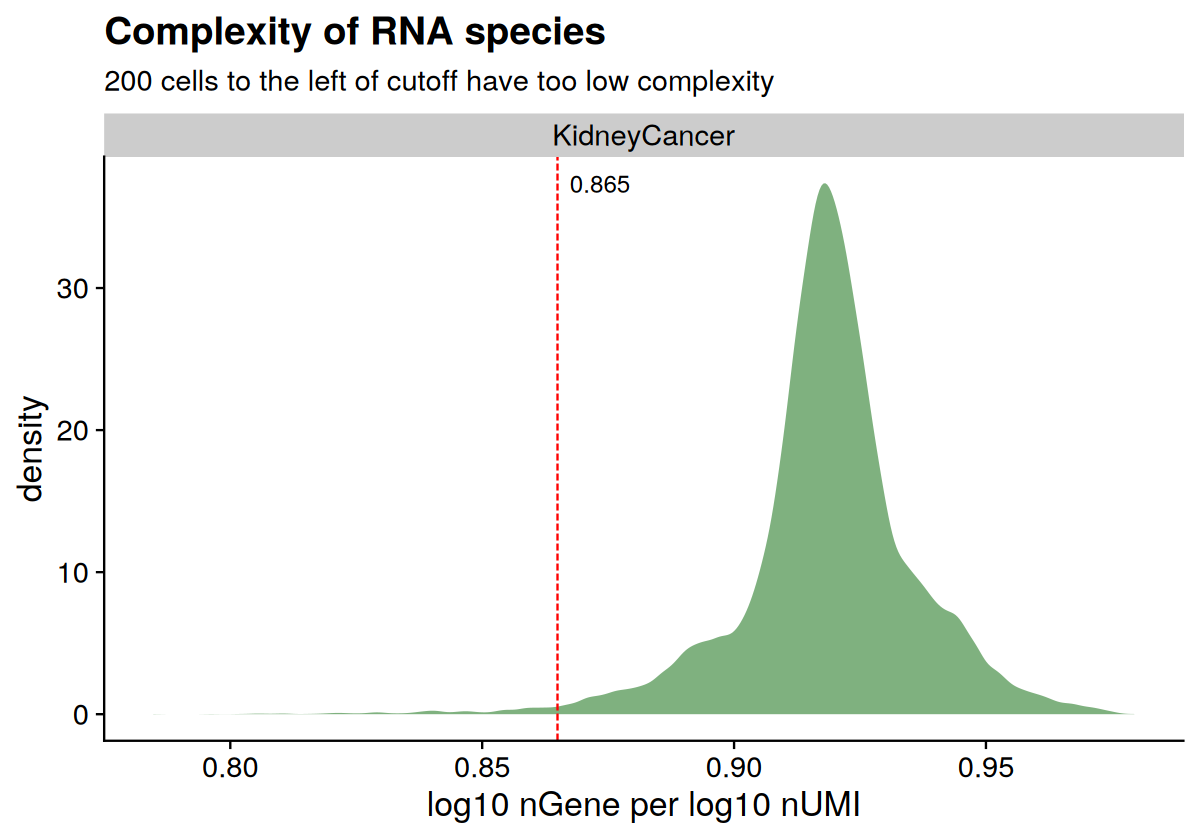 Complexity of RNA species
200 cells to the left of cutoff have too low complexity
KidneyCancer
0.865
30
20
10
0
density
0.80 0.85 0.90 0.95
log10 nGene per log10 nUMI